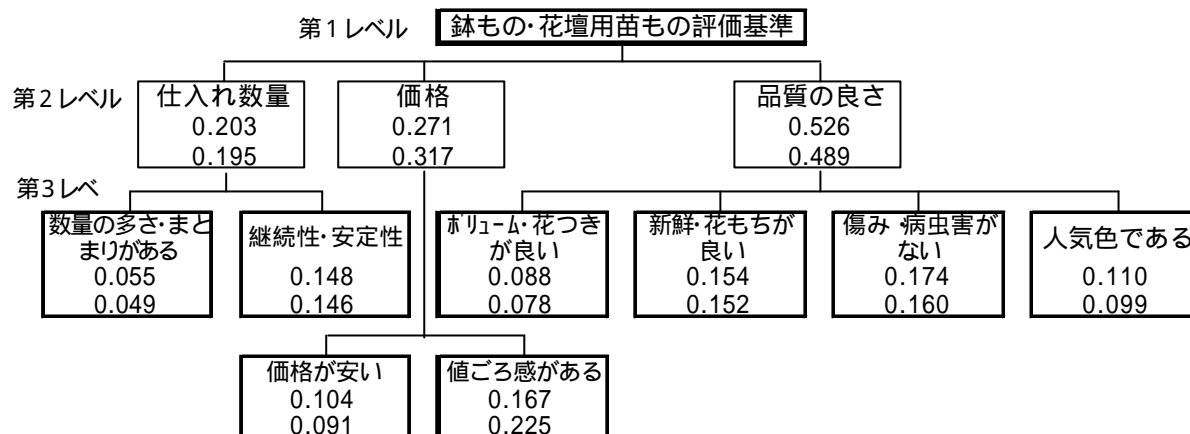 第1レベル
鉢もの・花壇用苗もの評価基準
第2レベル
仕入れ数量
0.203
0.195
価格
0.271
0.317
品質の良さ
0.526
0.489
第3レベ
数量の多さ・まと
まりがある
0.055
0.049
継続性・安定性
0.148
0.146
ﾎﾞﾘｭｰﾑ・花つき
が良い
0.088
0.078
新鮮・花もちが
良い
0.154
0.152
傷み・病虫害が
ない
0.174
0.160
人気色である
0.110
0.099
価格が安い
0.104
0.091
値ごろ感がある
0.167
0.225